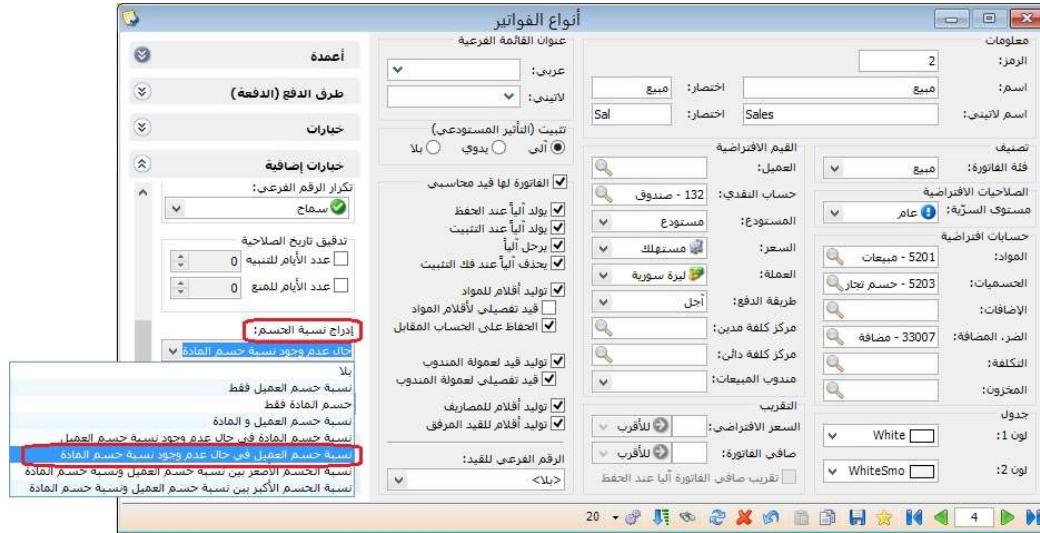 أنواع الفواتير
معلومات
الرمز: 2
اسم: مبيع اختصار: مبيع
اسم لاتيني: Sales اختصار: Sal
تصنيف
فئة الفاتورة: مبيع
الصلاحيات الافتراضية
مستوى السرّية: عام
حسابات افتراضية
المواد: 5201 - مبيعات
الحسميات: 5203 - حسم تجار
الإضافات:
الضر. المضافة: 33007 - مضافة
التكلفة:
المخزون:
جدول
لون 1: White
لون 2: WhiteSmo
القيم الافتراضية
العميل:
حساب النقدي: 132 - صندوق
المستودع: مستودع
السعر: مستهلك
العملة: ليرة سورية
طريقة الدفع: آجل
مركز كلفة مدين:
مركز كلفة دائن:
مندوب المبيعات:
التقريب
السعر الافتراضي: للأقرب
صافي الفاتورة: للأقرب
تقريب صافي الفاتورة آليا عند الحفظ
عنوان القائمة الفرعية
عربي:
لاتيني:
تثبيت (التأثير المستودعي)
آلي يدوي بلا
الفاتورة لها قيد محاسبي
يولد آلياً عند الحفظ
يولد آلياً عند التثبيت
يرحل آلياً
يحذف آلياً عند فك التثبيت
توليد أقلام للمواد
قيد تفصيلي لأقلام المواد
الحفاظ على الحساب المقابل
توليد قيد لعمولة المندوب
قيد تفصيلي لعمولة المندوب
توليد أقلام للمصاريف
توليد أقلام للقيد المرفق
الرقم الفرعي للقيد:
<بلا>
أعمدة
طرق الدفع (الدفعة)
خيارات
خيارات إضافية
تكرار الرقم الفرعي:
سماح
تدقيق تاريخ الصلاحية
عدد الأيام للتنبيه 0
عدد الأيام للمنع 0
إدراج نسبة الحسم:
حال عدم وجود نسبة حسم المادة
بلا
نسبة حسم العميل فقط
حسم المادة فقط
نسبة حسم العميل و المادة
نسبة حسم المادة في حال عدم وجود نسبة حسم العميل
نسبة حسم العميل في حال عدم وجود نسبة حسم المادة
نسبة الحسم الأصغر بين نسبة حسم العميل ونسبة حسم المادة
نسبة الحسم الأكبر بين نسبة حسم العميل ونسبة حسم المادة
20 4